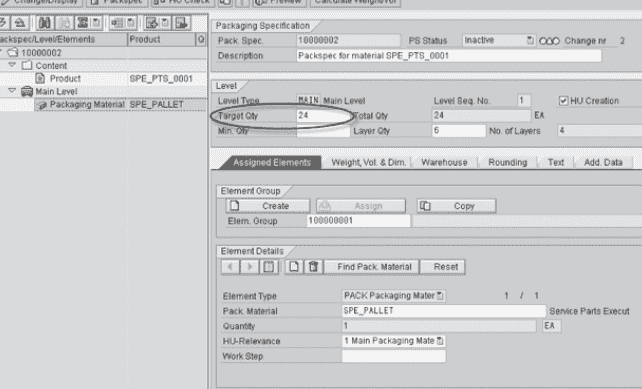 Change/Display Packspec HU Check Preview Calculate Weight/Vol
ackspec/Level/Elements Product Q
10000002
Content
Product SPE_PTS_0001
Main Level
Packaging Material SPE_PALLET
Packaging Specification
Pack. Spec. 10000002 PS Status Inactive Change nr 2
Description Packspec for material SPE_PTS_0001
Level
Level Type MAIN Main Level Level Seq. No. 1 HU Creation
Target Qty 24 Total Qty 24 EA
Min. Qty Layer Qty 6 No. of Layers 4
Assigned Elements Weight, Vol. & Dim. Warehouse Rounding Text Add. Data
Element Group
Create Assign Copy
Elem. Group 100000001
Element Details
Find Pack. Material Reset
Element Type PACK Packaging Mater 1 / 1
Pack. Material SPE_PALLET Service Parts Execut
Quantity 1 EA
HU-Relevance 1 Main Packaging Mate
Work Step